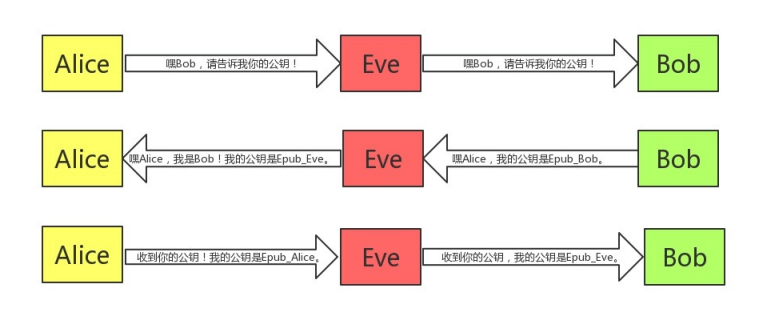 Alice
嘿Bob，请告诉我你的公钥！
Eve
嘿Bob，请告诉我你的公钥！
Bob
Alice
嘿Alice，我是Bob！我的公钥是Epub_Eve。
Eve
嘿Alice，我的公钥是Epub_Bob。
Bob
Alice
收到你的公钥！我的公钥是Epub_Alice。
Eve
收到你的公钥，我的公钥是Epub_Eve。
Bob